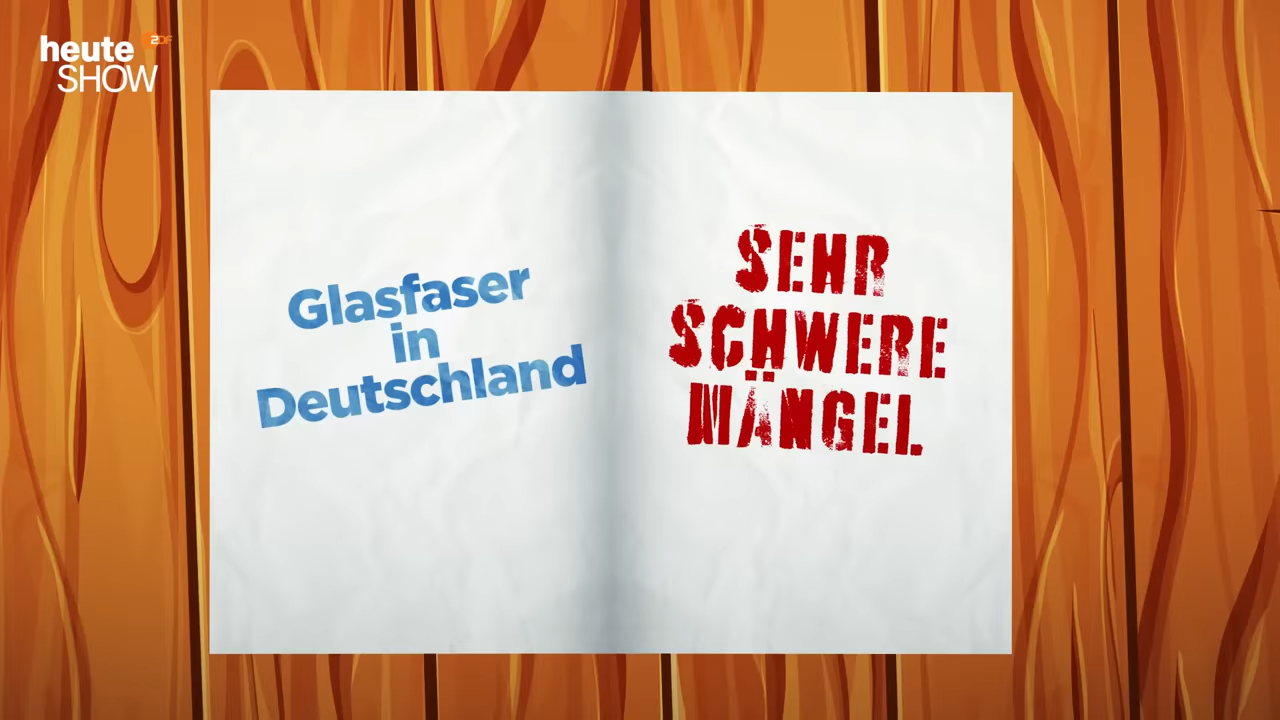 heute
SHOW
ZDF
Glasfaser
in
Deutschland
SEHR
SCHWERE
MÄNGEL